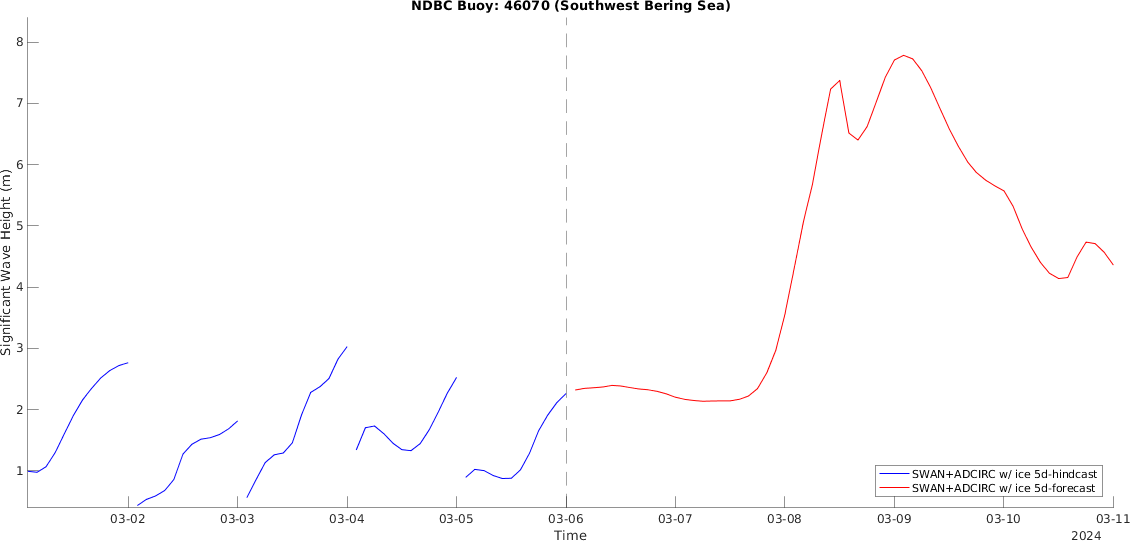 NDBC Buoy: 46070 (Southwest Bering Sea)
8
7
6
5
4
3
2
1
Significant Wave Height (m)
SWAN+ADCIRC w/ ice 5d-hindcast
SWAN+ADCIRC w/ ice 5d-forecast
03-02 03-03 03-04 03-05 03-06 03-07 03-08 03-09 03-10 03-11
Time
2024